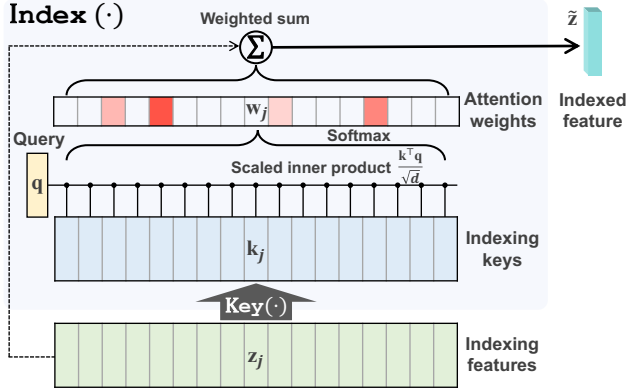 Index (·)
Weighted sum
Σ
z̃
Indexed
feature
w_j
Attention
weights
Softmax
Query
q
Scaled inner product k^⊤q/√d
k_j
Indexing
keys
Key(·)
z_j
Indexing
features